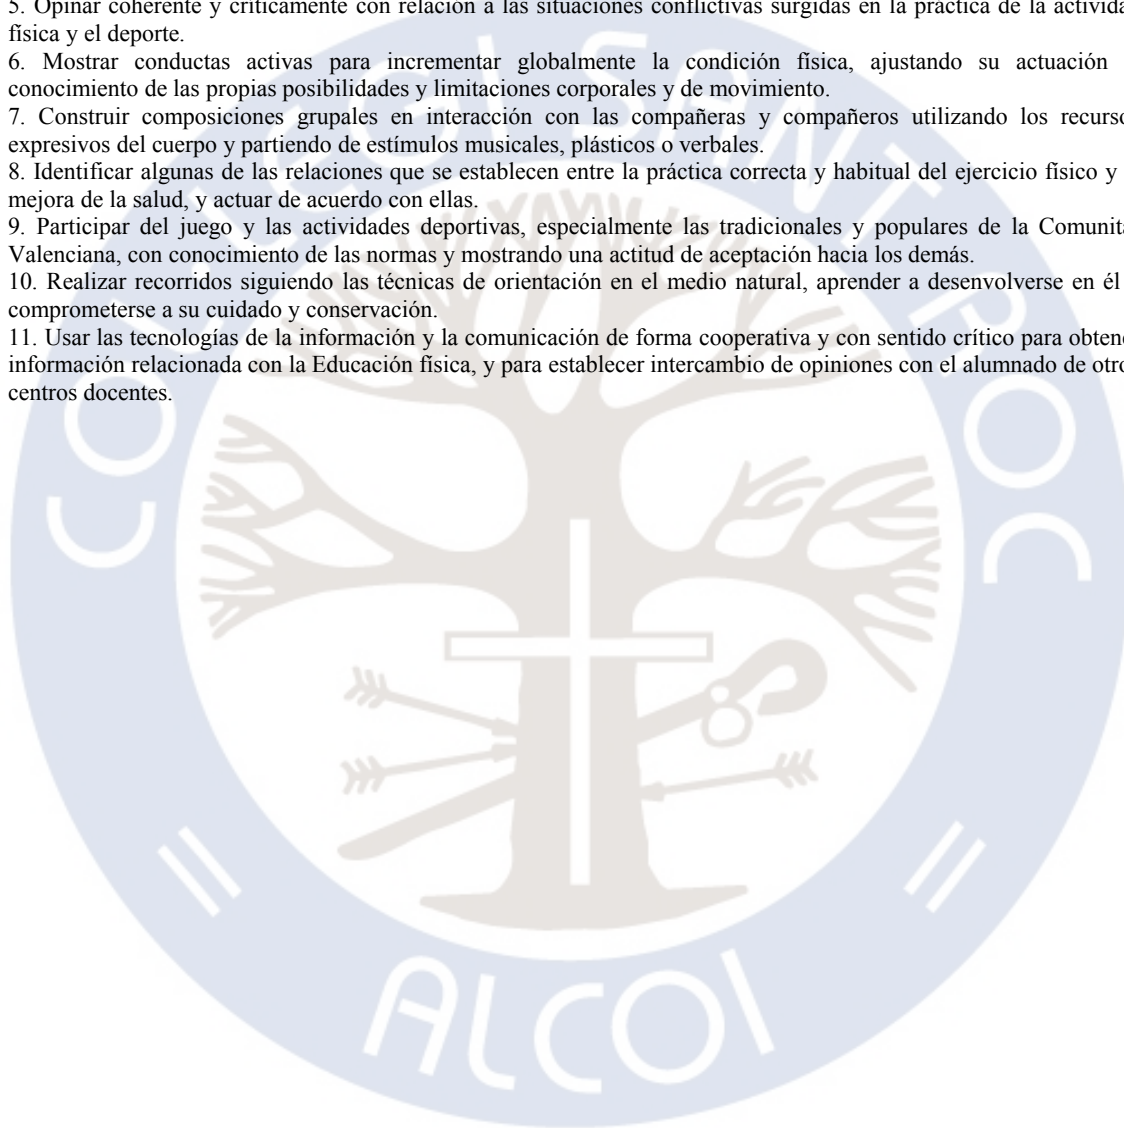 5. Opinar coherente y críticamente con relación a las situaciones conflictivas surgidas en la práctica de la activida
física y el deporte.
6. Mostrar conductas activas para incrementar globalmente la condición física, ajustando su actuación
conocimiento de las propias posibilidades y limitaciones corporales y de movimiento.
7. Construir composiciones grupales en interacción con las compañeras y compañeros utilizando los recurso
expresivos del cuerpo y partiendo de estímulos musicales, plásticos o verbales.
8. Identificar algunas de las relaciones que se establecen entre la práctica correcta y habitual del ejercicio físico y
mejora de la salud, y actuar de acuerdo con ellas.
9. Participar del juego y las actividades deportivas, especialmente las tradicionales y populares de la Comunita
Valenciana, con conocimiento de las normas y mostrando una actitud de aceptación hacia los demás.
10. Realizar recorridos siguiendo las técnicas de orientación en el medio natural, aprender a desenvolverse en él
comprometerse a su cuidado y conservación.
11. Usar las tecnologías de la información y la comunicación de forma cooperativa y con sentido crítico para obtene
información relacionada con la Educación física, y para establecer intercambio de opiniones con el alumnado de otro
centros docentes.
COL·LEGI SANT ROC
ALCOI